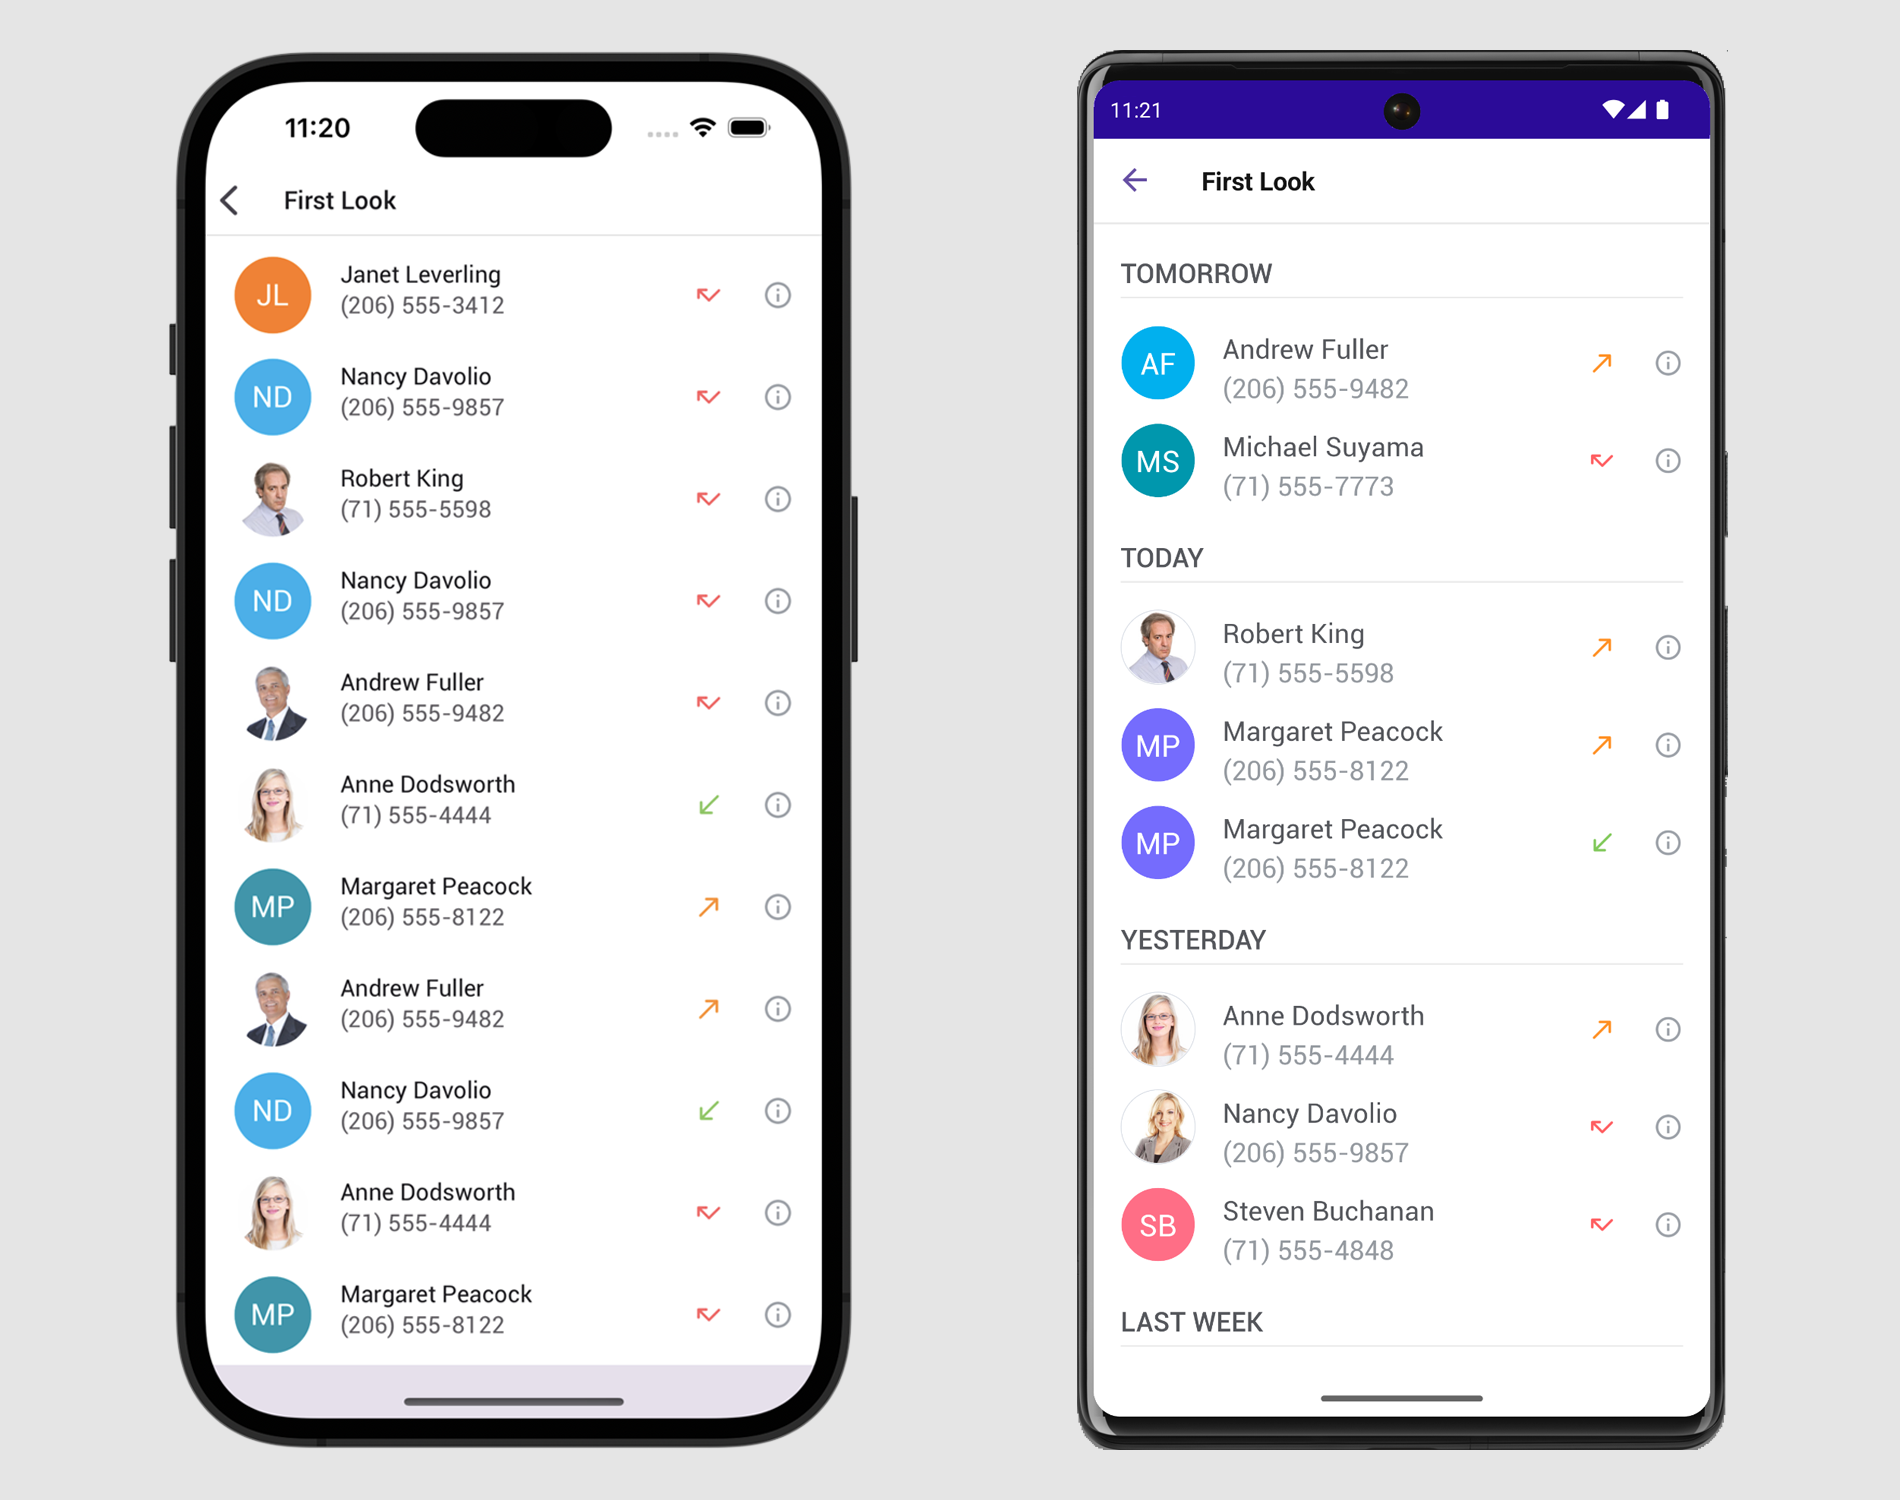 11:20
First Look
JL
Janet Leverling
(206) 555-3412
ND
Nancy Davolio
(206) 555-9857
Robert King
(71) 555-5598
ND
Nancy Davolio
(206) 555-9857
Andrew Fuller
(206) 555-9482
Anne Dodsworth
(71) 555-4444
MP
Margaret Peacock
(206) 555-8122
Andrew Fuller
(206) 555-9482
ND
Nancy Davolio
(206) 555-9857
Anne Dodsworth
(71) 555-4444
MP
Margaret Peacock
(206) 555-8122
11:21
First Look
TOMORROW
AF
Andrew Fuller
(206) 555-9482
MS
Michael Suyama
(71) 555-7773
TODAY
Robert King
(71) 555-5598
MP
Margaret Peacock
(206) 555-8122
MP
Margaret Peacock
(206) 555-8122
YESTERDAY
Anne Dodsworth
(71) 555-4444
Nancy Davolio
(206) 555-9857
SB
Steven Buchanan
(71) 555-4848
LAST WEEK